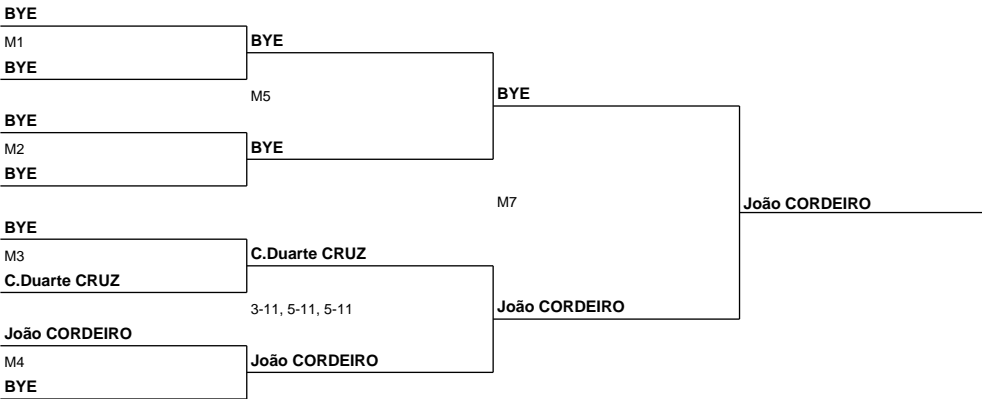 BYE
M1
BYE
BYE
M5
BYE
BYE
M2
BYE
BYE
M7
João CORDEIRO
BYE
M3
C.Duarte CRUZ
C.Duarte CRUZ
3-11, 5-11, 5-11
João CORDEIRO
João CORDEIRO
M4
João CORDEIRO
BYE